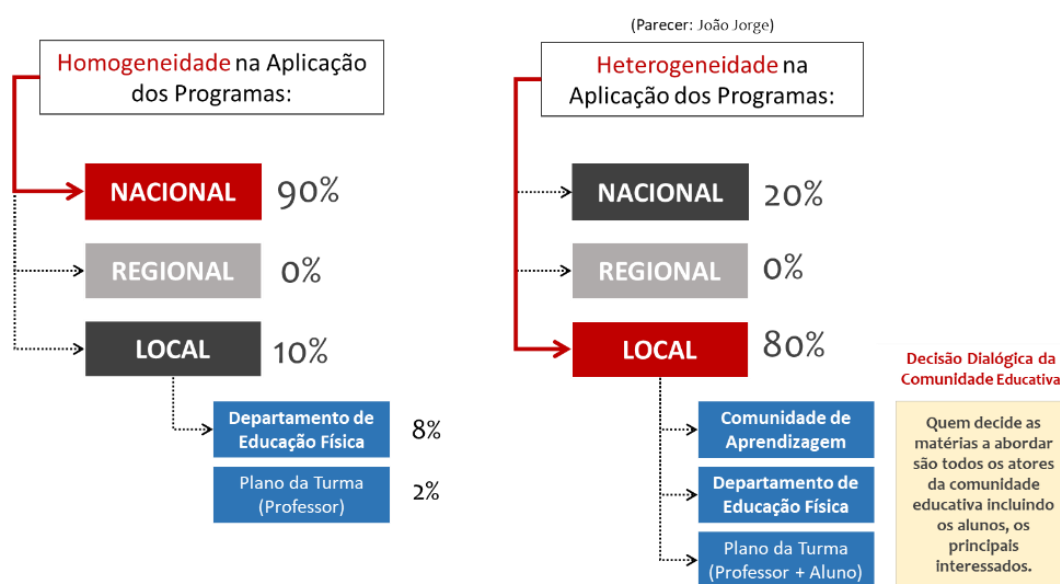 Homogeneidade na Aplicação
dos Programas:
NACIONAL 90%
REGIONAL 0%
LOCAL 10%
Departamento de
Educação Física
8%
Plano da Turma
(Professor)
2%
(Parecer: João Jorge)
Heterogeneidade na
Aplicação dos Programas:
NACIONAL 20%
REGIONAL 0%
LOCAL 80%
Comunidade de
Aprendizagem
Departamento de
Educação Física
Plano da Turma
(Professor + Aluno)
Decisão Dialógica da
Comunidade Educativa
Quem decide as
matérias a abordar
são todos os atores
da comunidade
educativa incluindo
os alunos, os
principais
interessados.